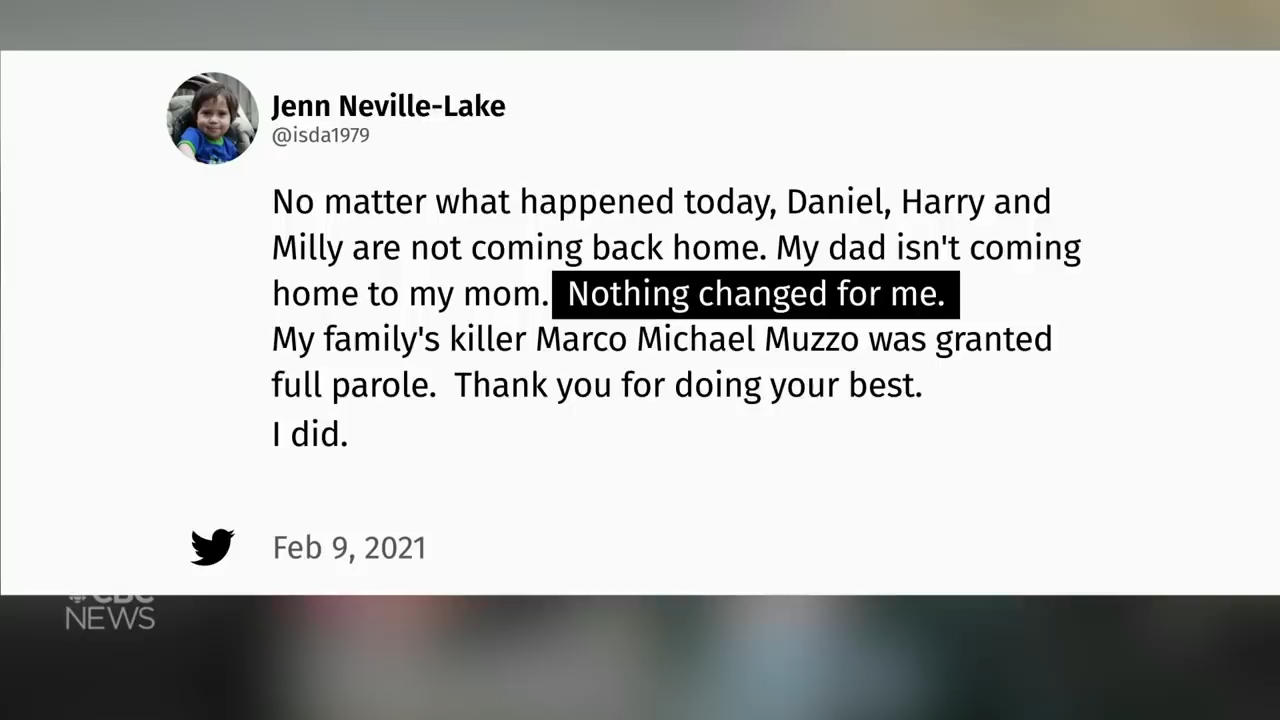 Jenn Neville-Lake
@isda1979
No matter what happened today, Daniel, Harry and
Milly are not coming back home. My dad isn't coming
home to my mom. Nothing changed for me.
My family's killer Marco Michael Muzzo was granted
full parole. Thank you for doing your best.
I did.
Feb 9, 2021
CBC
NEWS